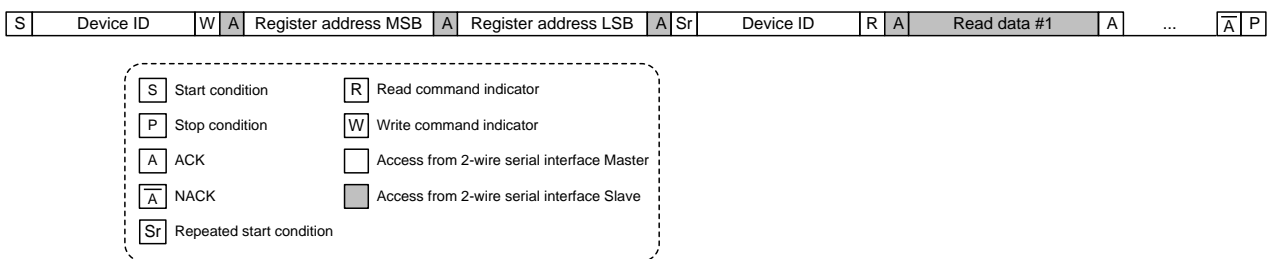 S Device ID W A Register address MSB A Register address LSB A Sr Device ID R A Read data #1 A ... A P
S Start condition R Read command indicator
P Stop condition W Write command indicator
A ACK Access from 2-wire serial interface Master
A NACK Access from 2-wire serial interface Slave
Sr Repeated start condition